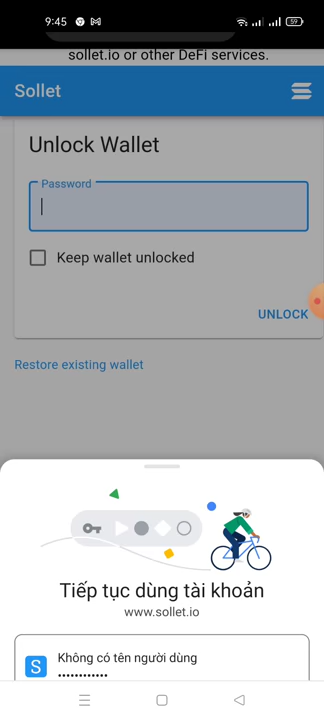 9:45
59
sollet.io or other DeFi services.
Sollet
Unlock Wallet
Password
Keep wallet unlocked
UNLOCK
Restore existing wallet
Tiếp tục dùng tài khoản
www.sollet.io
S
Không có tên người dùng
••••••••••••